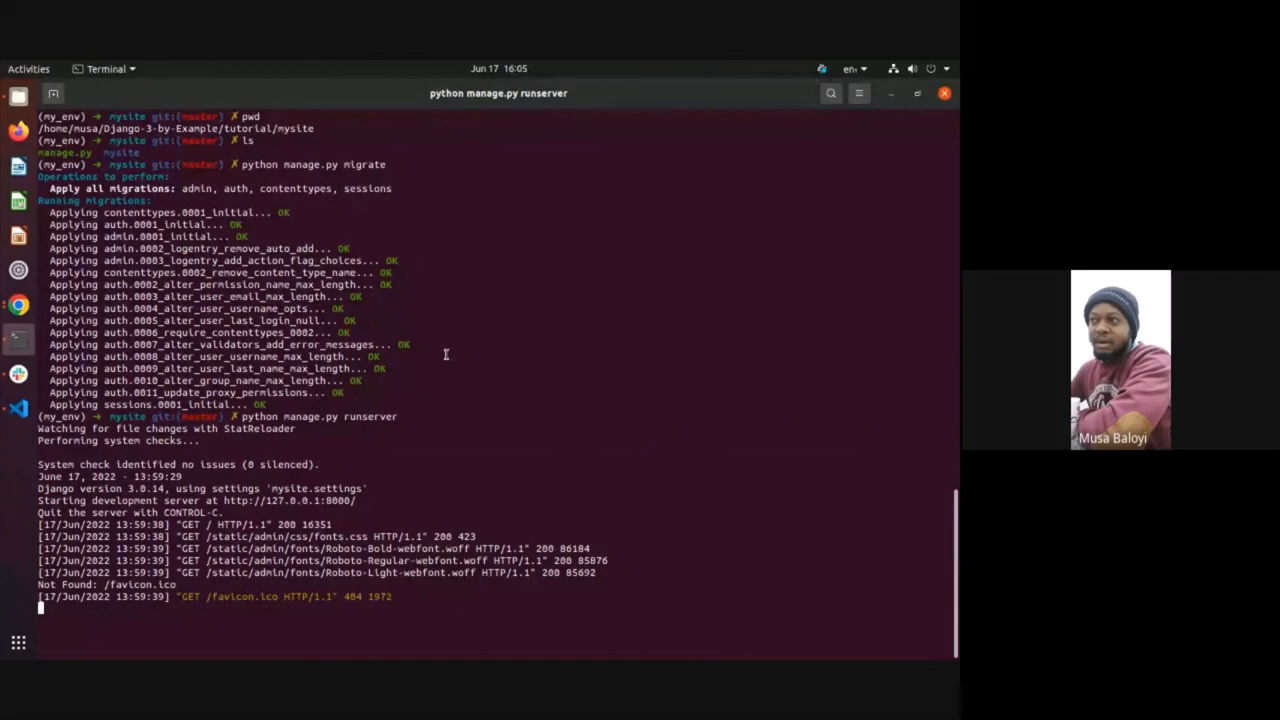 Activities
Terminal
Jun 17 16:05
en₁
python manage.py runserver
(my_env) → mysite git:(master) ✗ pwd
/home/musa/Django-3-by-Example/tutorial/mysite
(my_env) → mysite git:(master) ✗ ls
manage.py mysite
(my_env) → mysite git:(master) ✗ python manage.py migrate
Operations to perform:
Apply all migrations: admin, auth, contenttypes, sessions
Running migrations:
Applying contenttypes.0001_initial... OK
Applying auth.0001_initial... OK
Applying admin.0001_initial... OK
Applying admin.0002_logentry_remove_auto_add... OK
Applying admin.0003_logentry_add_action_flag_choices... OK
Applying contenttypes.0002_remove_content_type_name... OK
Applying auth.0002_alter_permission_name_max_length... OK
Applying auth.0003_alter_user_email_max_length... OK
Applying auth.0004_alter_user_username_opts... OK
Applying auth.0005_alter_user_last_login_null... OK
Applying auth.0006_require_contenttypes_0002... OK
Applying auth.0007_alter_validators_add_error_messages... OK
Applying auth.0008_alter_user_username_max_length... OK
Applying auth.0009_alter_user_last_name_max_length... OK
Applying auth.0010_alter_group_name_max_length... OK
Applying auth.0011_update_proxy_permissions... OK
Applying sessions.0001_initial... OK
(my_env) → mysite git:(master) ✗ python manage.py runserver
Watching for file changes with StatReloader
Performing system checks...
System check identified no issues (0 silenced).
June 17, 2022 - 13:59:29
Django version 3.0.14, using settings 'mysite.settings'
Starting development server at http://127.0.0.1:8000/
Quit the server with CONTROL-C.
[17/Jun/2022 13:59:38] "GET / HTTP/1.1" 200 16351
[17/Jun/2022 13:59:38] "GET /static/admin/css/fonts.css HTTP/1.1" 200 423
[17/Jun/2022 13:59:39] "GET /static/admin/fonts/Roboto-Bold-webfont.woff HTTP/1.1" 200 86184
[17/Jun/2022 13:59:39] "GET /static/admin/fonts/Roboto-Regular-webfont.woff HTTP/1.1" 200 85876
[17/Jun/2022 13:59:39] "GET /static/admin/fonts/Roboto-Light-webfont.woff HTTP/1.1" 200 85692
Not Found: /favicon.ico
[17/Jun/2022 13:59:39] "GET /favicon.ico HTTP/1.1" 404 1972
Musa Baloyi